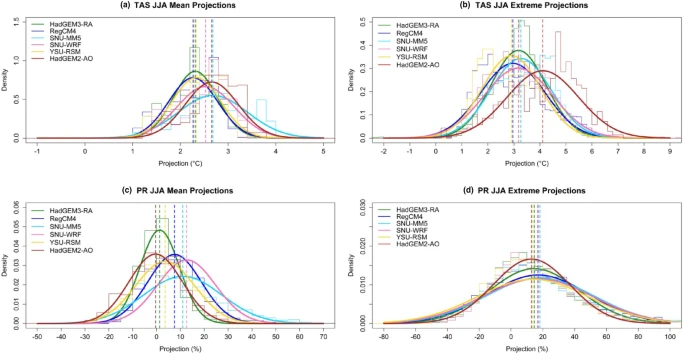 (a) TAS JJA Mean Projections
HadGEM3-RA
RegCM4
SNU-MM5
SNU-WRF
YSU-RSM
HadGEM2-AO
Density
0.0 0.5 1.0 1.5
-1 0 1 2 3 4 5
Projection (°C)
(b) TAS JJA Extreme Projections
HadGEM3-RA
RegCM4
SNU-MM5
SNU-WRF
YSU-RSM
HadGEM2-AO
Density
0.0 0.1 0.2 0.3 0.4 0.5
-2 -1 0 1 2 3 4 5 6 7 8 9
Projection (°C)
(c) PR JJA Mean Projections
HadGEM3-RA
RegCM4
SNU-MM5
SNU-WRF
YSU-RSM
HadGEM2-AO
Density
0.00 0.01 0.02 0.03 0.04 0.05 0.06
-50 -40 -30 -20 -10 0 10 20 30 40 50 60 70
Projection (%)
(d) PR JJA Extreme Projections
HadGEM3-RA
RegCM4
SNU-MM5
SNU-WRF
YSU-RSM
HadGEM2-AO
Density
0.000 0.010 0.020 0.030
-80 -60 -40 -20 0 20 40 60 80 100
Projection (%)